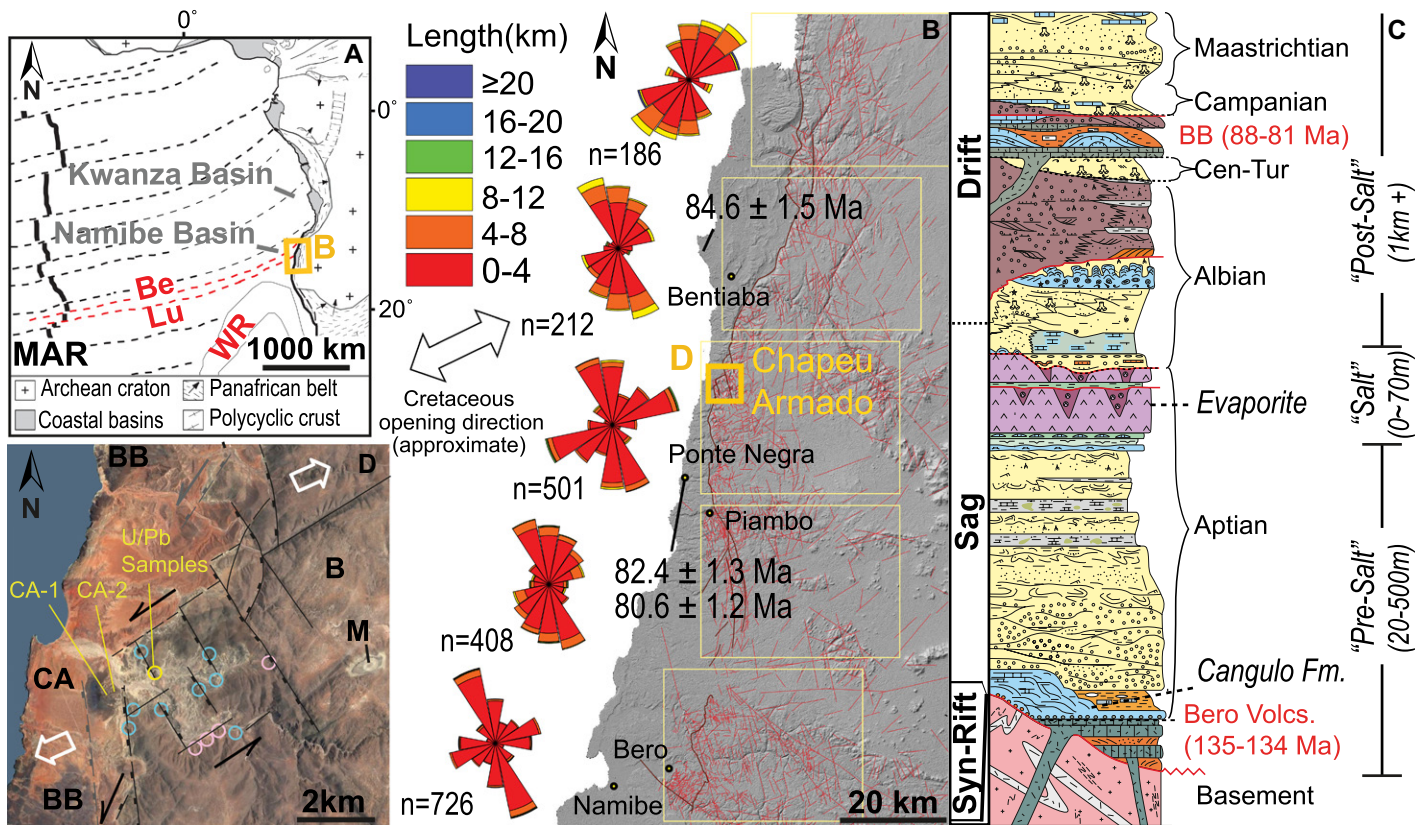 0°
A
N
0°
Kwanza Basin
Namibe Basin
B
Be
Lu
WR
20°
MAR
1000 km
Archean craton
Panafrican belt
Coastal basins
Polycyclic crust
Length(km)
≥20
16-20
12-16
8-12
4-8
0-4
Cretaceous
opening direction
(approximate)
N
B
n=186
n=212
n=501
n=408
n=726
84.6 ± 1.5 Ma
Bentiaba
D
Chapeu
Armado
Ponte Negra
Piambo
82.4 ± 1.3 Ma
80.6 ± 1.2 Ma
Bero
Namibe
20 km
BB
D
N
U/Pb
Samples
CA-1
CA-2
B
M
CA
BB
2km
C
Drift
Sag
Syn-Rift
Maastrichtian
Campanian
BB (88-81 Ma)
Cen-Tur
Albian
Evaporite
Aptian
Cangulo Fm.
Bero Volcs.
(135-134 Ma)
Basement
“Post-Salt”
(1km +)
“Salt”
(0~70m)
“Pre-Salt”
(20-500m)